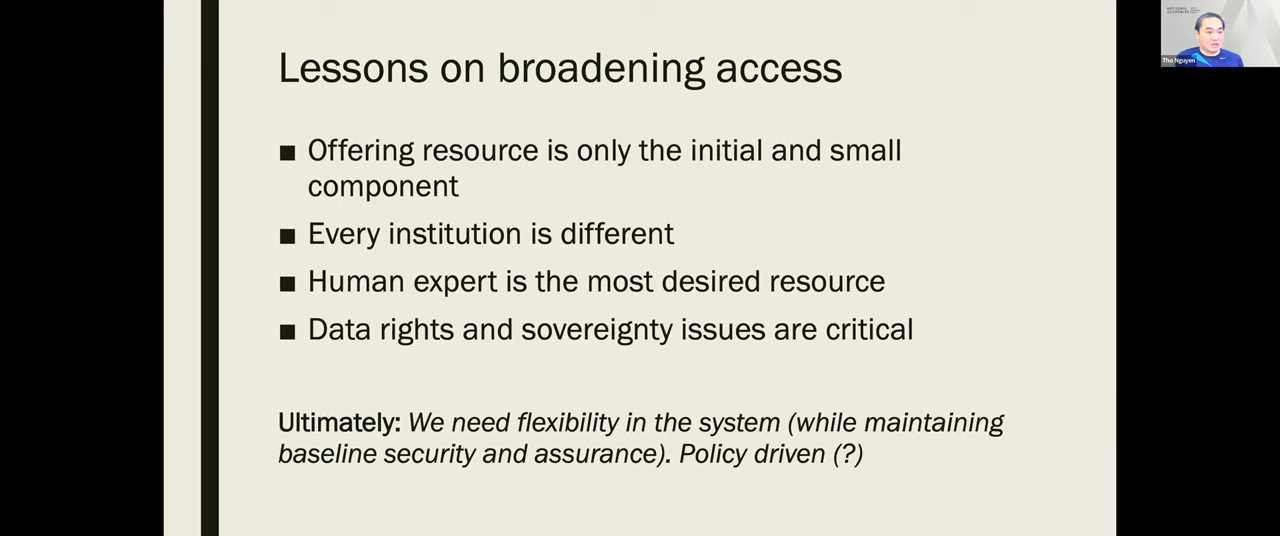 Lessons on broadening access
■ Offering resource is only the initial and small
component
■ Every institution is different
■ Human expert is the most desired resource
■ Data rights and sovereignty issues are critical
Ultimately: We need flexibility in the system (while maintaining
baseline security and assurance). Policy driven (?)
NATIONAL
ACADEMIES
Tho Nguyen